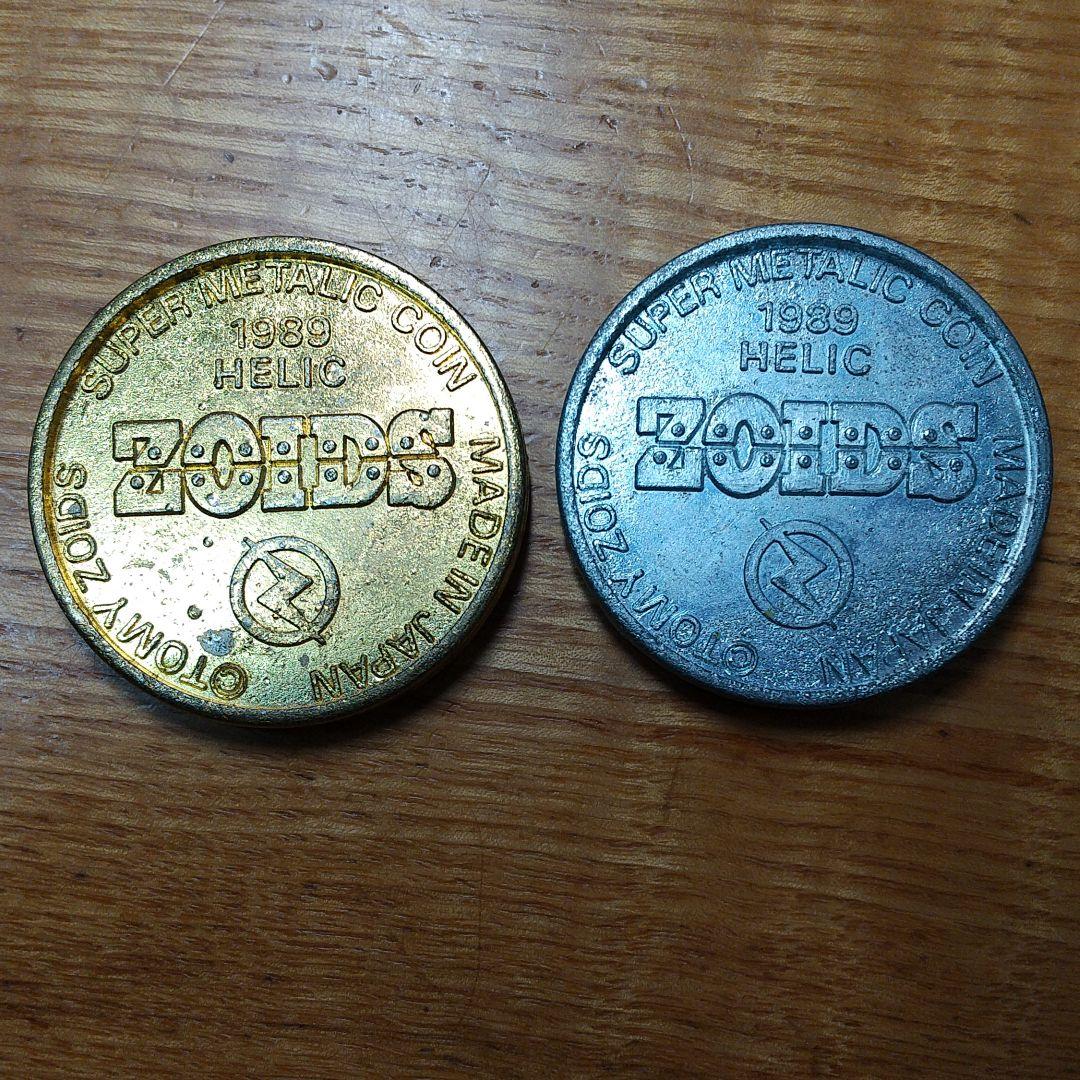 SUPER METALIC COIN
1989
HELIC
ZOIDS
MADE IN JAPAN
©TOMY ZOIDS
SUPER METALIC COIN
1989
HELIC
ZOIDS
MADE IN JAPAN
©TOMY ZOIDS